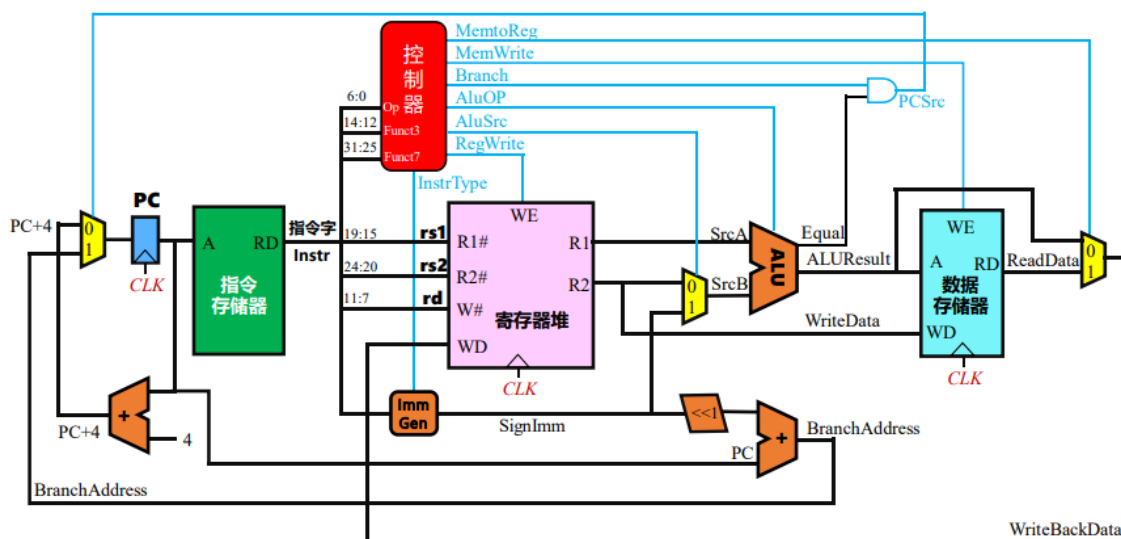 MemtoReg
MemWrite
Branch
AluOP
AluSrc
RegWrite
InstrType
PCSrc
控制器
6:0
Op
14:12
Funct3
31:25
Funct7
PC+4
0
1
PC
CLK
A
RD
指令
存储器
指令字
Instr
19:15
rs1
24:20
rs2
11:7
rd
WE
R1#
R1
R2#
R2
W#
寄存器堆
WD
CLK
0
1
SrcA
SrcB
ALU
Equal
ALUResult
WriteData
WE
A
RD
数据
存储器
WD
CLK
ReadData
0
1
Imm
Gen
SignImm
<<1
+
BranchAddress
PC
+
PC+4
4
BranchAddress
WriteBackData